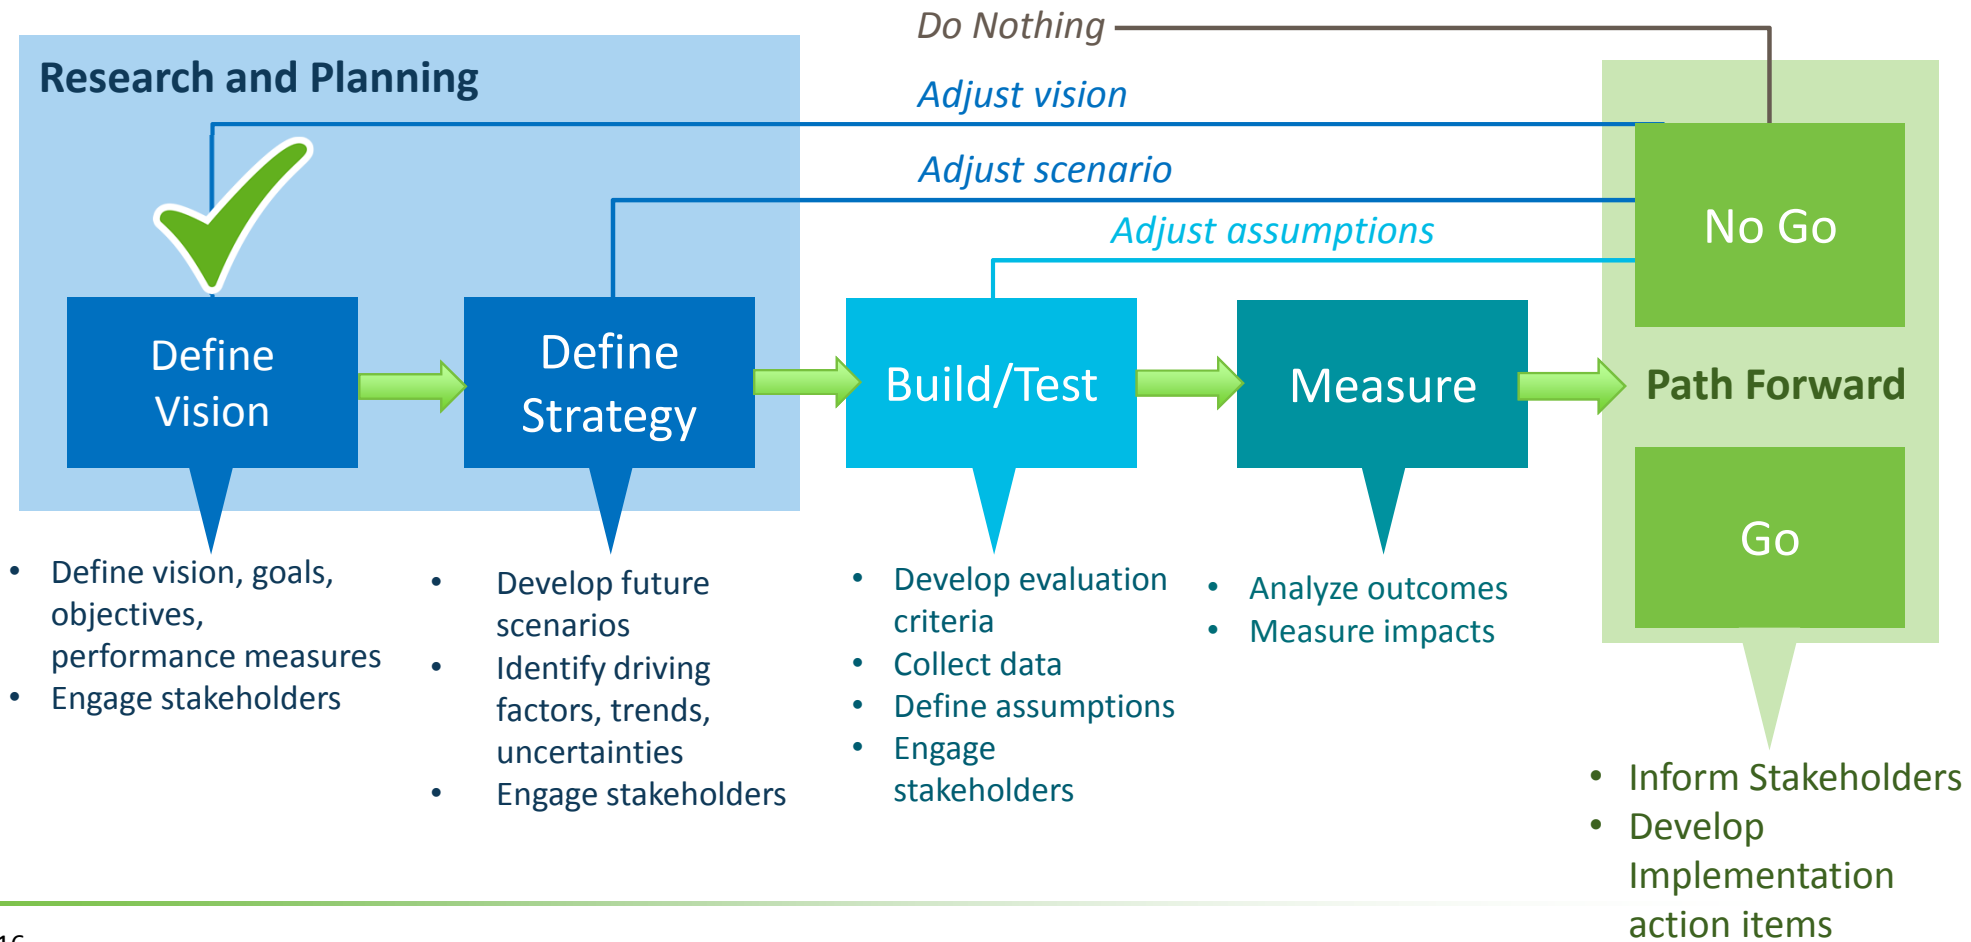 Do Nothing
Research and Planning
Adjust vision
Adjust scenario
Adjust assumptions
No Go
Define
Vision
Define
Strategy
Build/Test
Measure
Path Forward
Go
• Define vision, goals,
objectives,
performance measures
• Engage stakeholders
• Develop future
scenarios
• Identify driving
factors, trends,
uncertainties
• Engage stakeholders
• Develop evaluation
criteria
• Collect data
• Define assumptions
• Engage
stakeholders
• Analyze outcomes
• Measure impacts
• Inform Stakeholders
• Develop
Implementation
action items